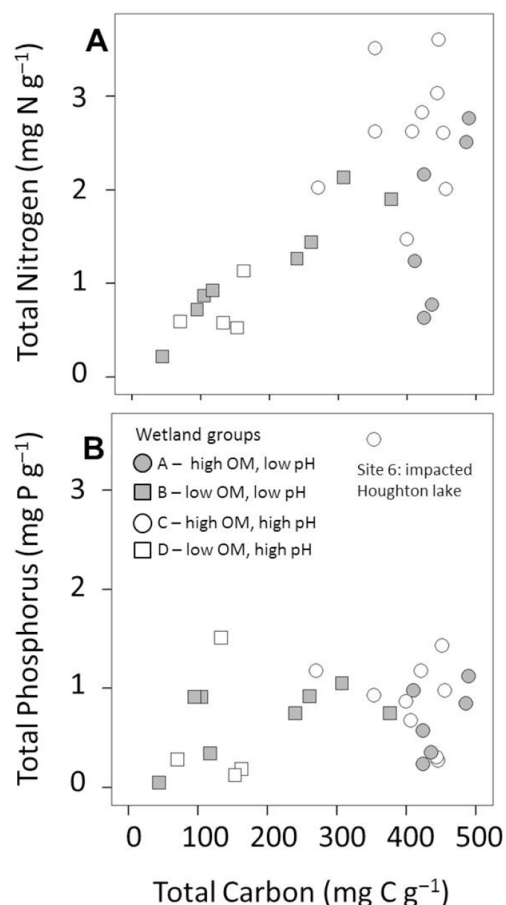 A
Total Nitrogen (mg N g⁻¹)
3
2
1
0
B
Wetland groups
A – high OM, low pH
B – low OM, low pH
C – high OM, high pH
D – low OM, high pH
Site 6: impacted
Houghton lake
Total Phosphorus (mg P g⁻¹)
3
2
1
0
0 100 200 300 400 500
Total Carbon (mg C g⁻¹)